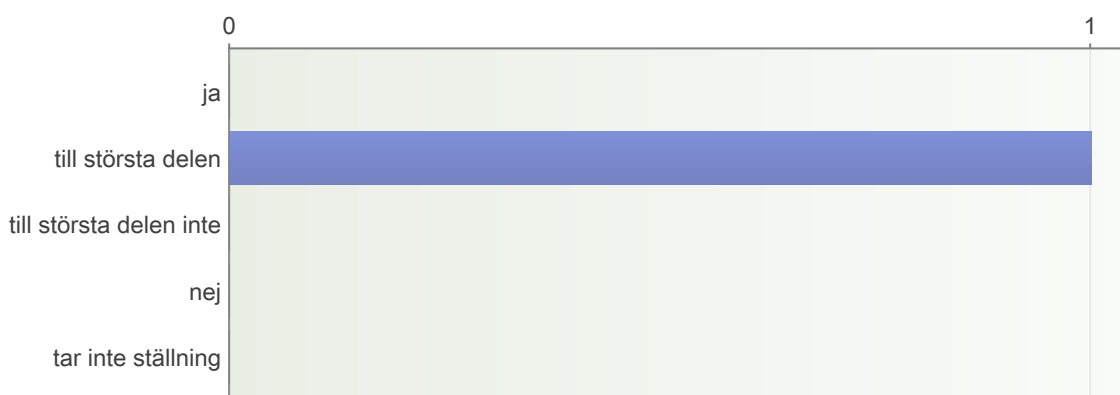 0 1
ja
till största delen
till största delen inte
nej
tar inte ställning